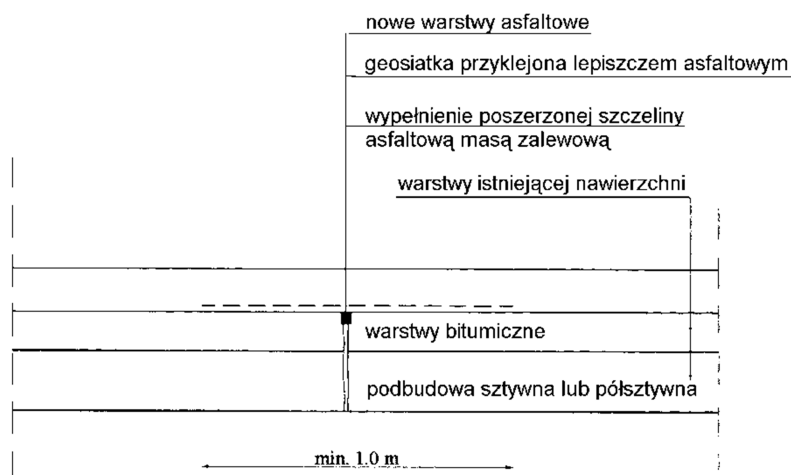 nowe warstwy asfaltowe
geosiatka przyklejona lepiszczem asfaltowym
wypełnienie poszerzonej szczeliny
asfaltową masą zalewową
warstwy istniejącej nawierzchni
warstwy bitumiczne
podbudowa sztywna lub półsztywna
min. 1.0 m